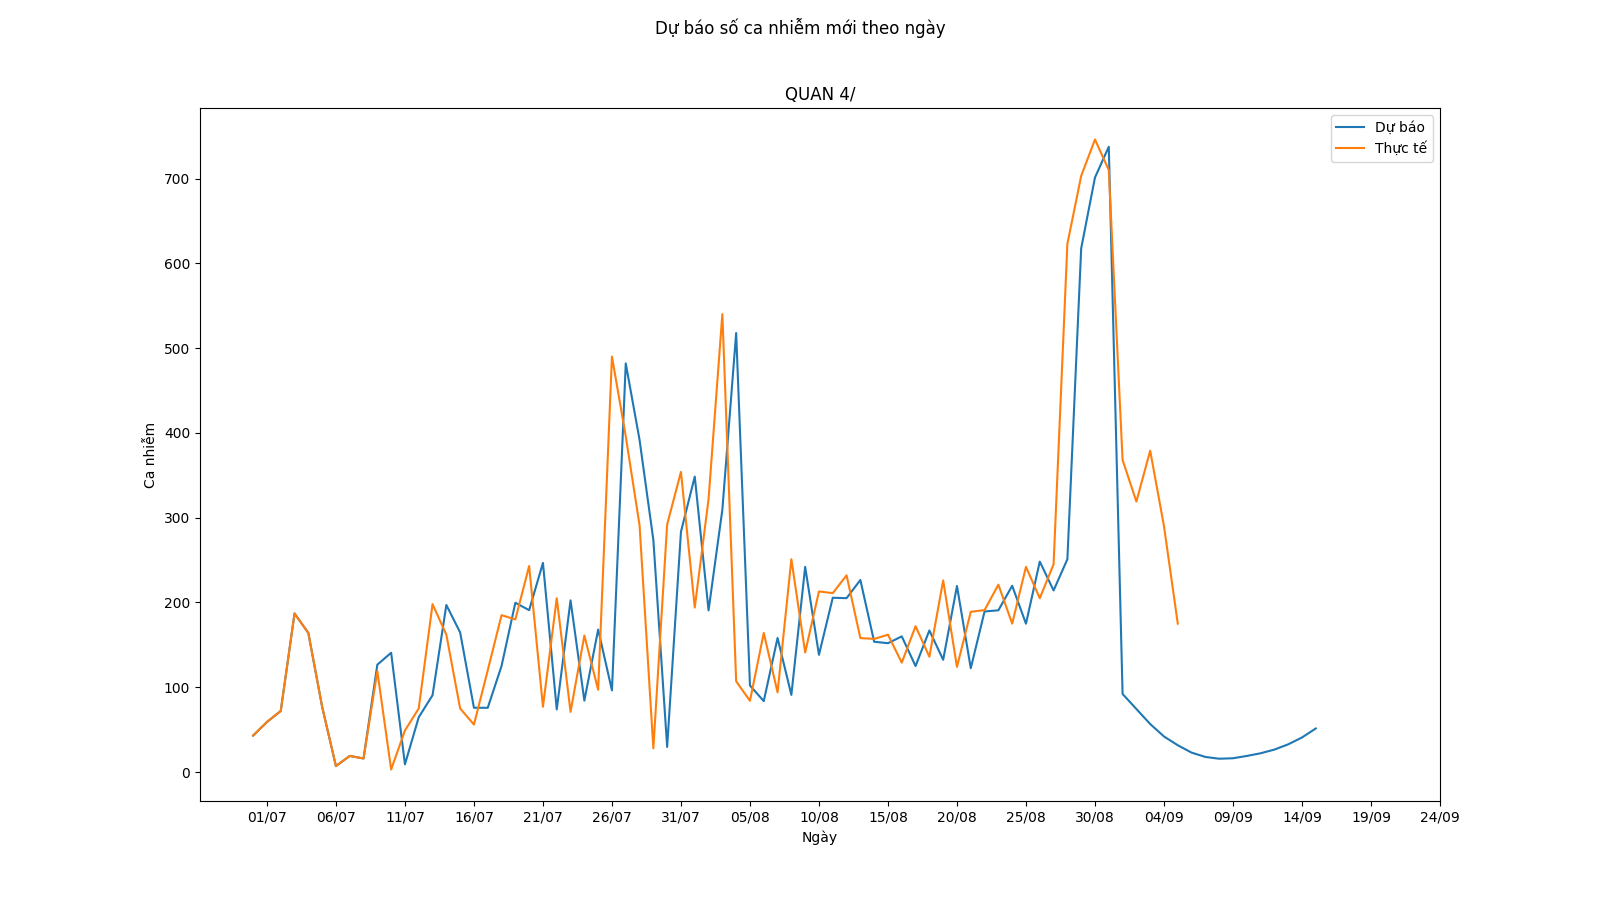 Dự báo số ca nhiễm mới theo ngày
QUAN 4/
Dự báo
Thực tế
700
600
500
400
300
200
100
0
Ca nhiễm
01/07 06/07 11/07 16/07 21/07 26/07 31/07 05/08 10/08 15/08 20/08 25/08 30/08 04/09 09/09 14/09 19/09 24/09
Ngày